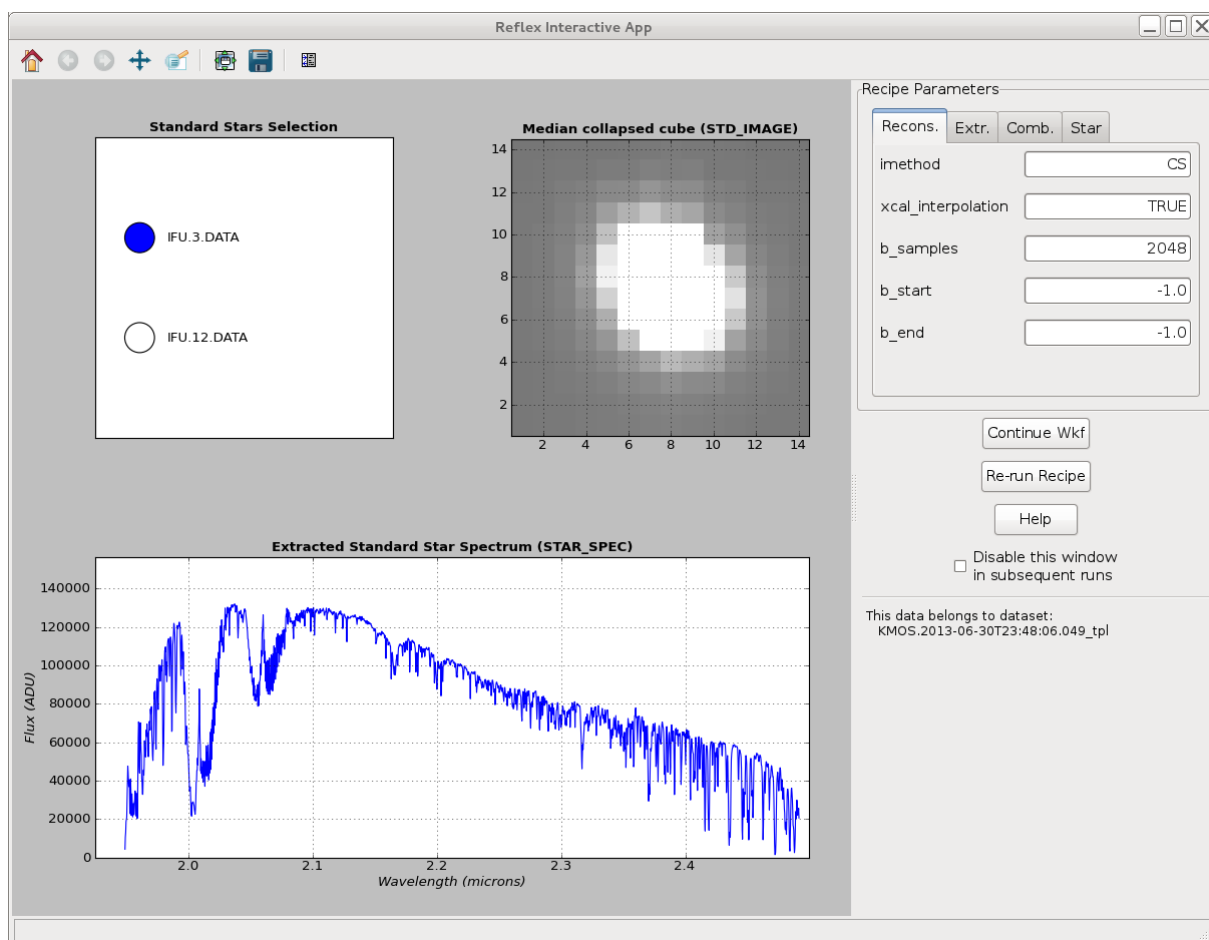 Reflex Interactive App
Standard Stars Selection
IFU.3.DATA
IFU.12.DATA
Median collapsed cube (STD_IMAGE)
14
12
10
8
6
4
2
2 4 6 8 10 12 14
Extracted Standard Star Spectrum (STAR_SPEC)
Flux (ADU)
140000
120000
100000
80000
60000
40000
20000
0
2.0 2.1 2.2 2.3 2.4
Wavelength (microns)
Recipe Parameters
Recons. Extr. Comb. Star
imethod CS
xcal_interpolation TRUE
b_samples 2048
b_start -1.0
b_end -1.0
Continue Wkf
Re-run Recipe
Help
Disable this window
in subsequent runs
This data belongs to dataset:
KMOS.2013-06-30T23:48:06.049_tpl